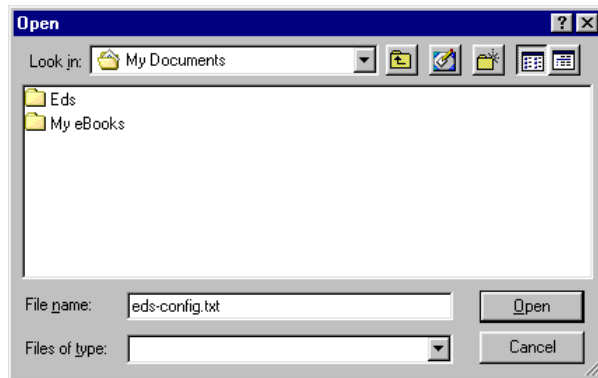 Open
Look in: My Documents
Eds
My eBooks
File name: eds-config.txt Open
Files of type: Cancel